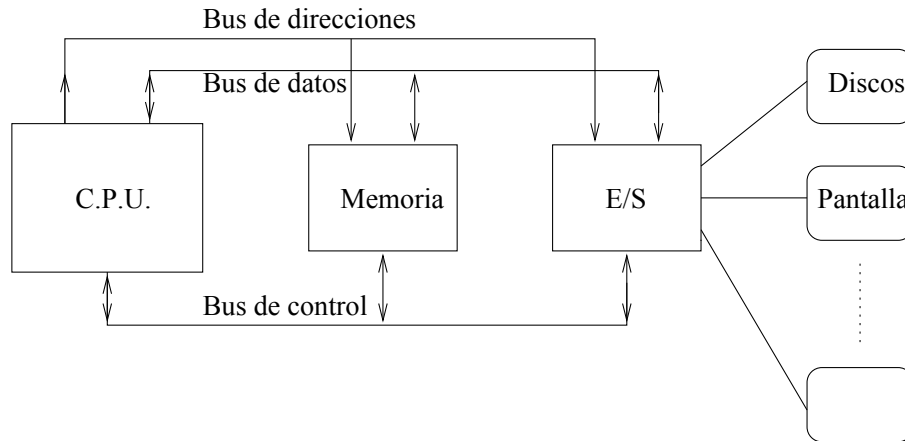 Bus de direcciones
Bus de datos
Discos
C.P.U.
Memoria
E/S
Pantalla
Bus de control